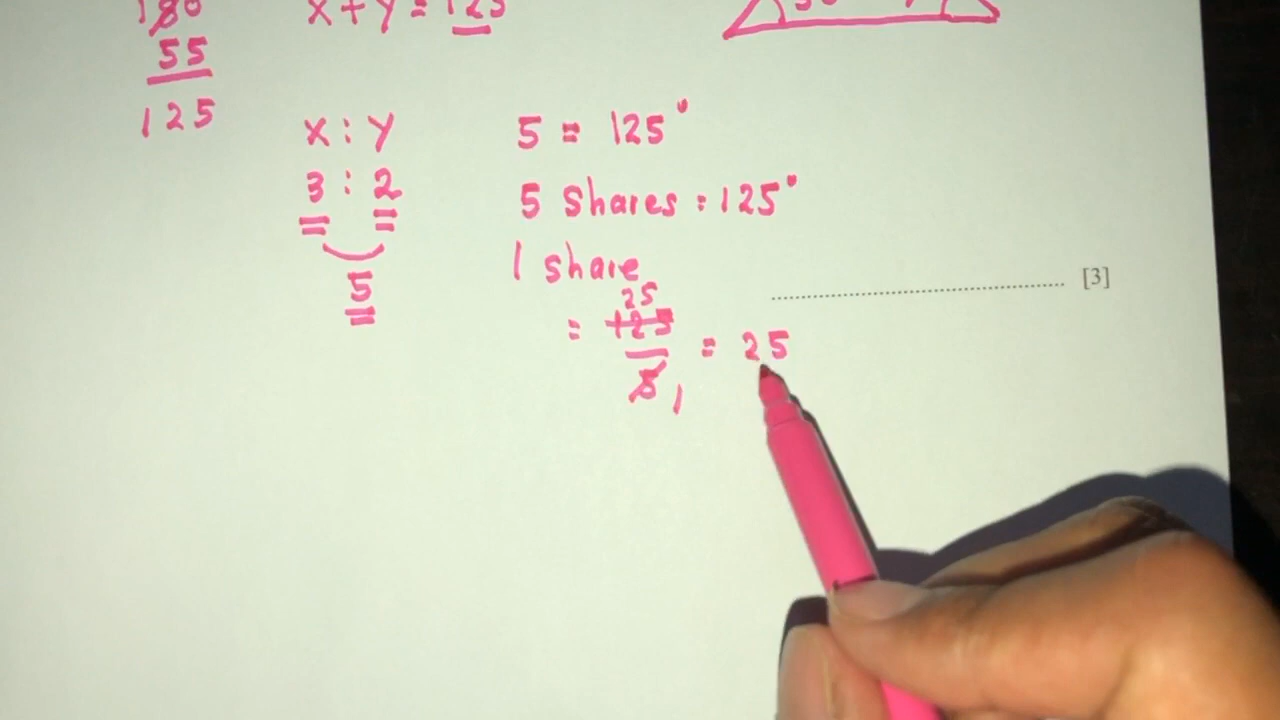 180
x + y = 125
55
125
x : y
5 = 125°
3 : 2
5 shares = 125°
1 share
5
[3]
25
= 125 = 25
5 1